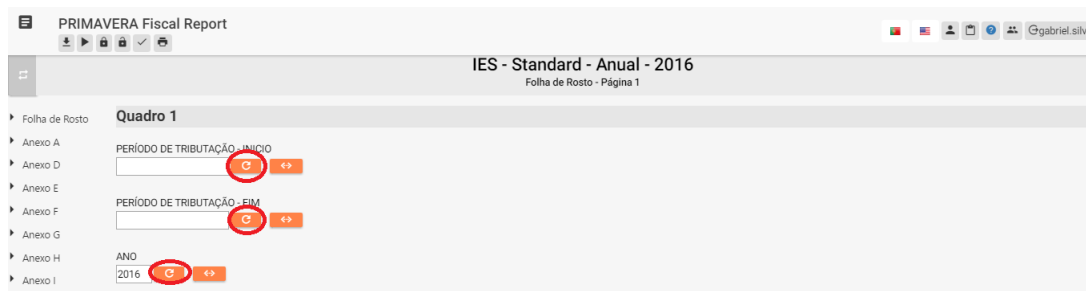 PRIMAVERA Fiscal Report
Ggabriel.silv
IES - Standard - Anual - 2016
Folha de Rosto - Página 1
Folha de Rosto
Anexo A
Anexo D
Anexo E
Anexo F
Anexo G
Anexo H
Anexo I
Quadro 1
PERÍODO DE TRIBUTAÇÃO - INICIO
PERÍODO DE TRIBUTAÇÃO - FIM
ANO
2016